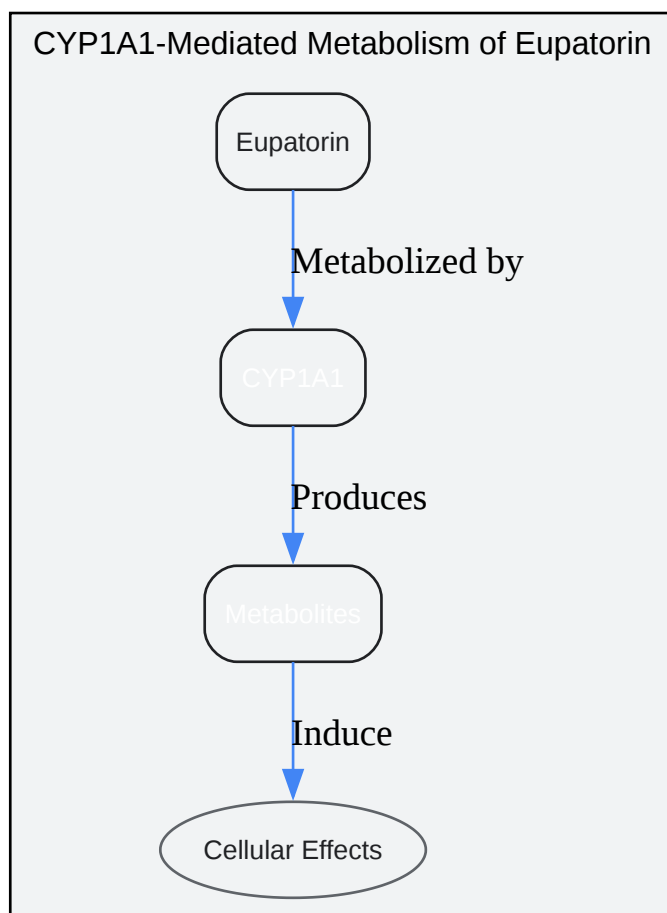 CYP1A1-Mediated Metabolism of Eupatorin
Eupatorin
Metabolized by
CYP1A1
Produces
Metabolites
Induce
Cellular Effects